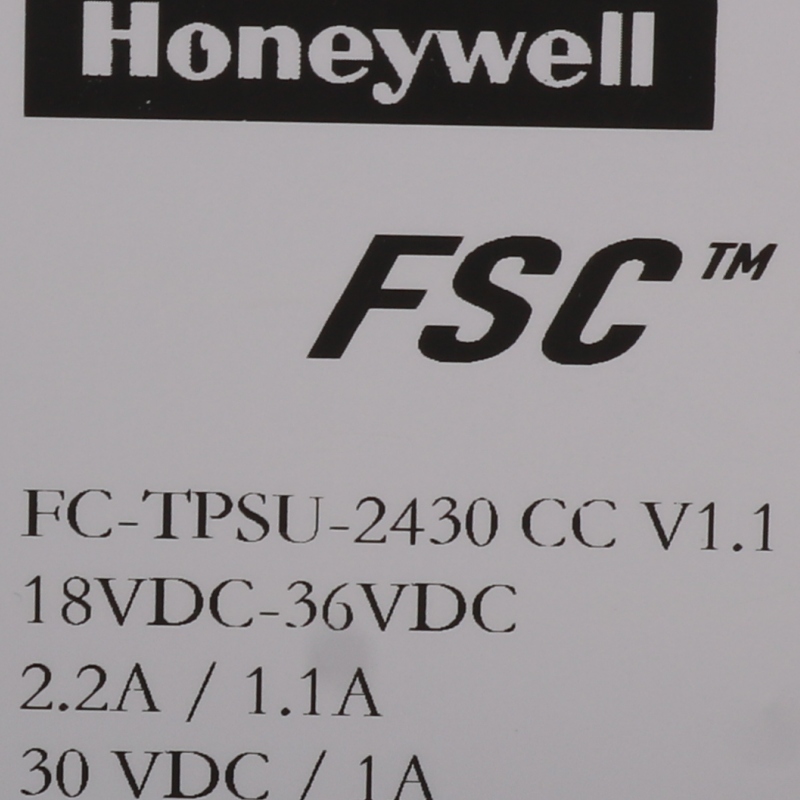 Honeywell
FSC™
FC-TPSU-2430 CC V1.1
18VDC-36VDC
2.2A / 1.1A
30 VDC / 1A